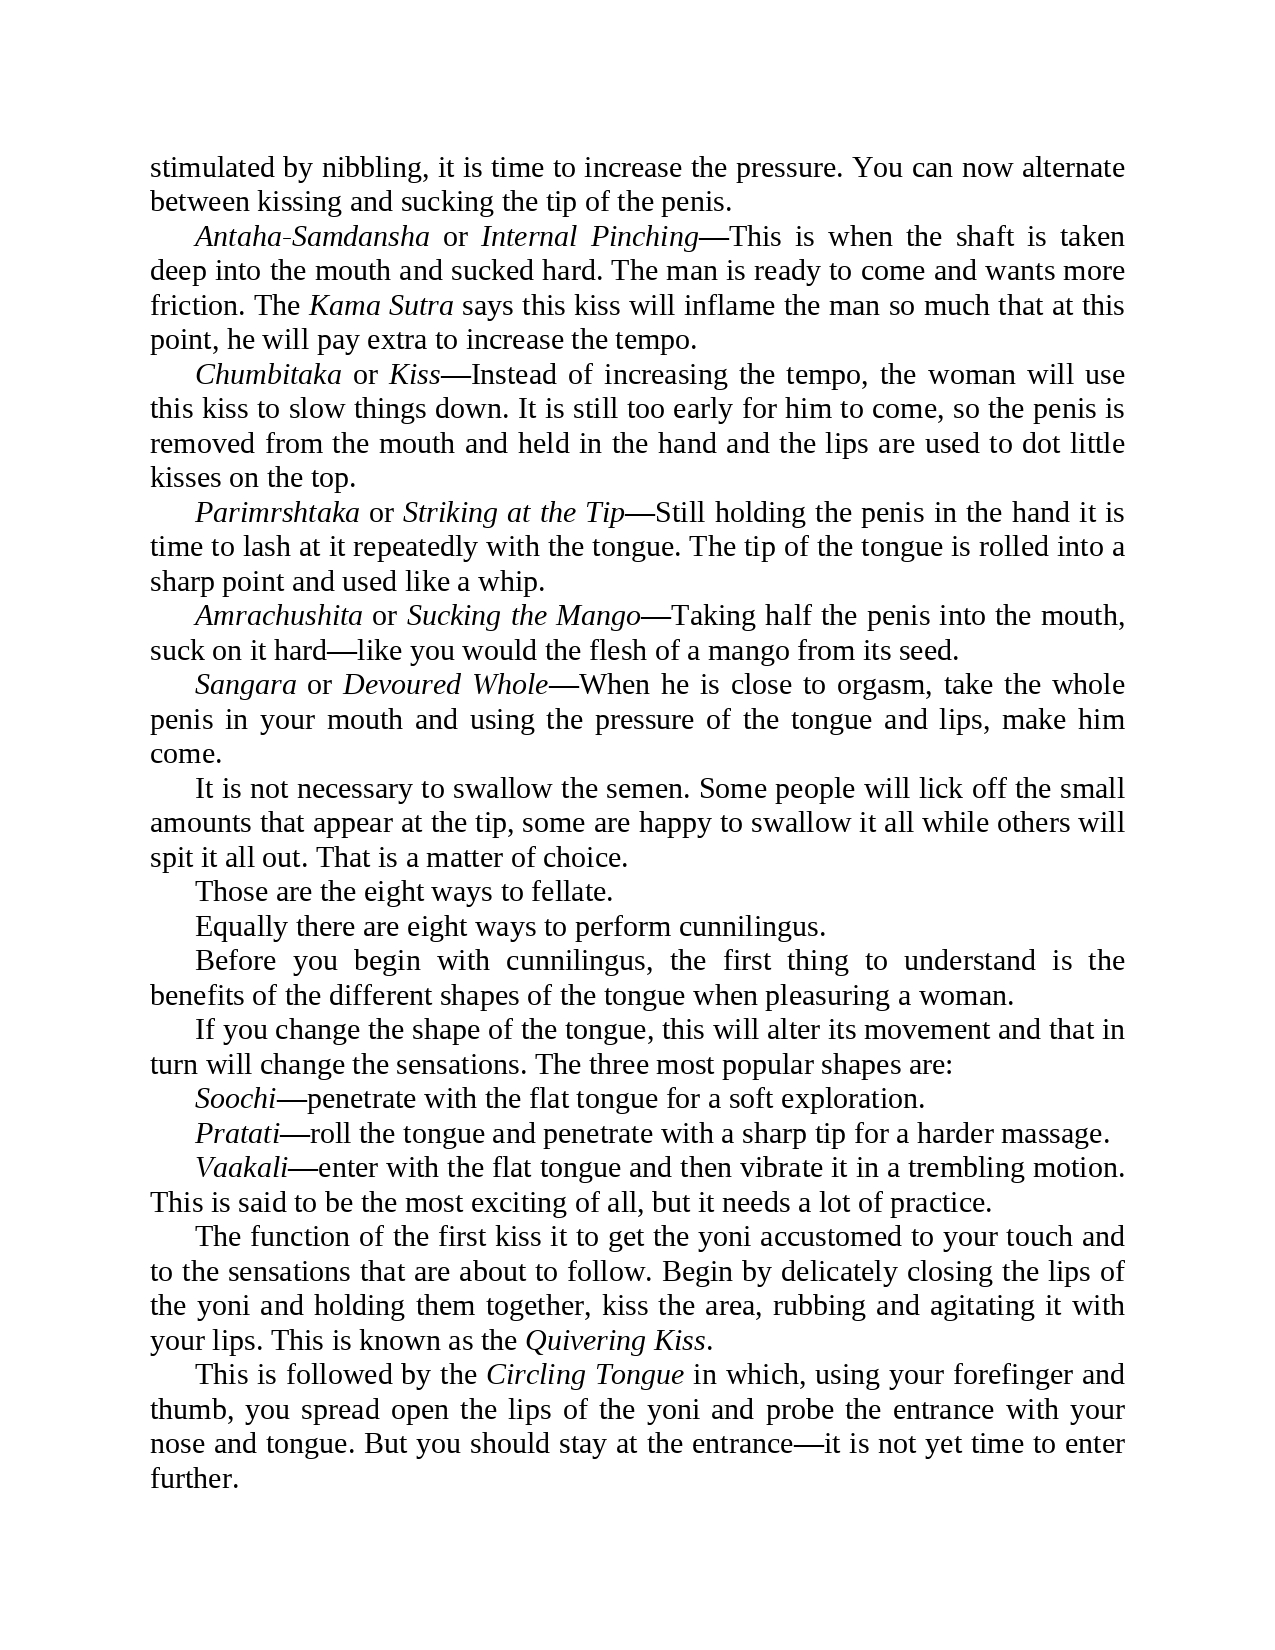 stimulated by nibbling, it is time to increase the pressure. You can now alternate
between kissing and sucking the tip of the penis.
Antaha-Samdansha or Internal Pinching—This is when the shaft is taken
deep into the mouth and sucked hard. The man is ready to come and wants more
friction. The Kama Sutra says this kiss will inflame the man so much that at this
point, he will pay extra to increase the tempo.
Chumbitaka or Kiss—Instead of increasing the tempo, the woman will use
this kiss to slow things down. It is still too early for him to come, so the penis is
removed from the mouth and held in the hand and the lips are used to dot little
kisses on the top.
Parimrshtaka or Striking at the Tip—Still holding the penis in the hand it is
time to lash at it repeatedly with the tongue. The tip of the tongue is rolled into a
sharp point and used like a whip.
Amrachushita or Sucking the Mango—Taking half the penis into the mouth,
suck on it hard—like you would the flesh of a mango from its seed.
Sangara or Devoured Whole—When he is close to orgasm, take the whole
penis in your mouth and using the pressure of the tongue and lips, make him
come.
It is not necessary to swallow the semen. Some people will lick off the small
amounts that appear at the tip, some are happy to swallow it all while others will
spit it all out. That is a matter of choice.
Those are the eight ways to fellate.
Equally there are eight ways to perform cunnilingus.
Before you begin with cunnilingus, the first thing to understand is the
benefits of the different shapes of the tongue when pleasuring a woman.
If you change the shape of the tongue, this will alter its movement and that in
turn will change the sensations. The three most popular shapes are:
Soochi—penetrate with the flat tongue for a soft exploration.
Pratati—roll the tongue and penetrate with a sharp tip for a harder massage.
Vaakali—enter with the flat tongue and then vibrate it in a trembling motion.
This is said to be the most exciting of all, but it needs a lot of practice.
The function of the first kiss it to get the yoni accustomed to your touch and
to the sensations that are about to follow. Begin by delicately closing the lips of
the yoni and holding them together, kiss the area, rubbing and agitating it with
your lips. This is known as the Quivering Kiss.
This is followed by the Circling Tongue in which, using your forefinger and
thumb, you spread open the lips of the yoni and probe the entrance with your
nose and tongue. But you should stay at the entrance—it is not yet time to enter
further.